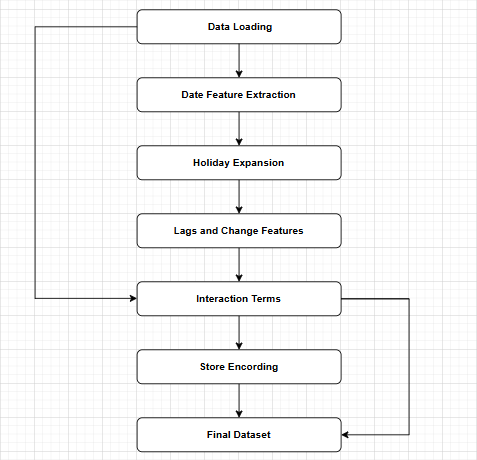 Data Loading
Date Feature Extraction
Holiday Expansion
Lags and Change Features
Interaction Terms
Store Encording
Final Dataset